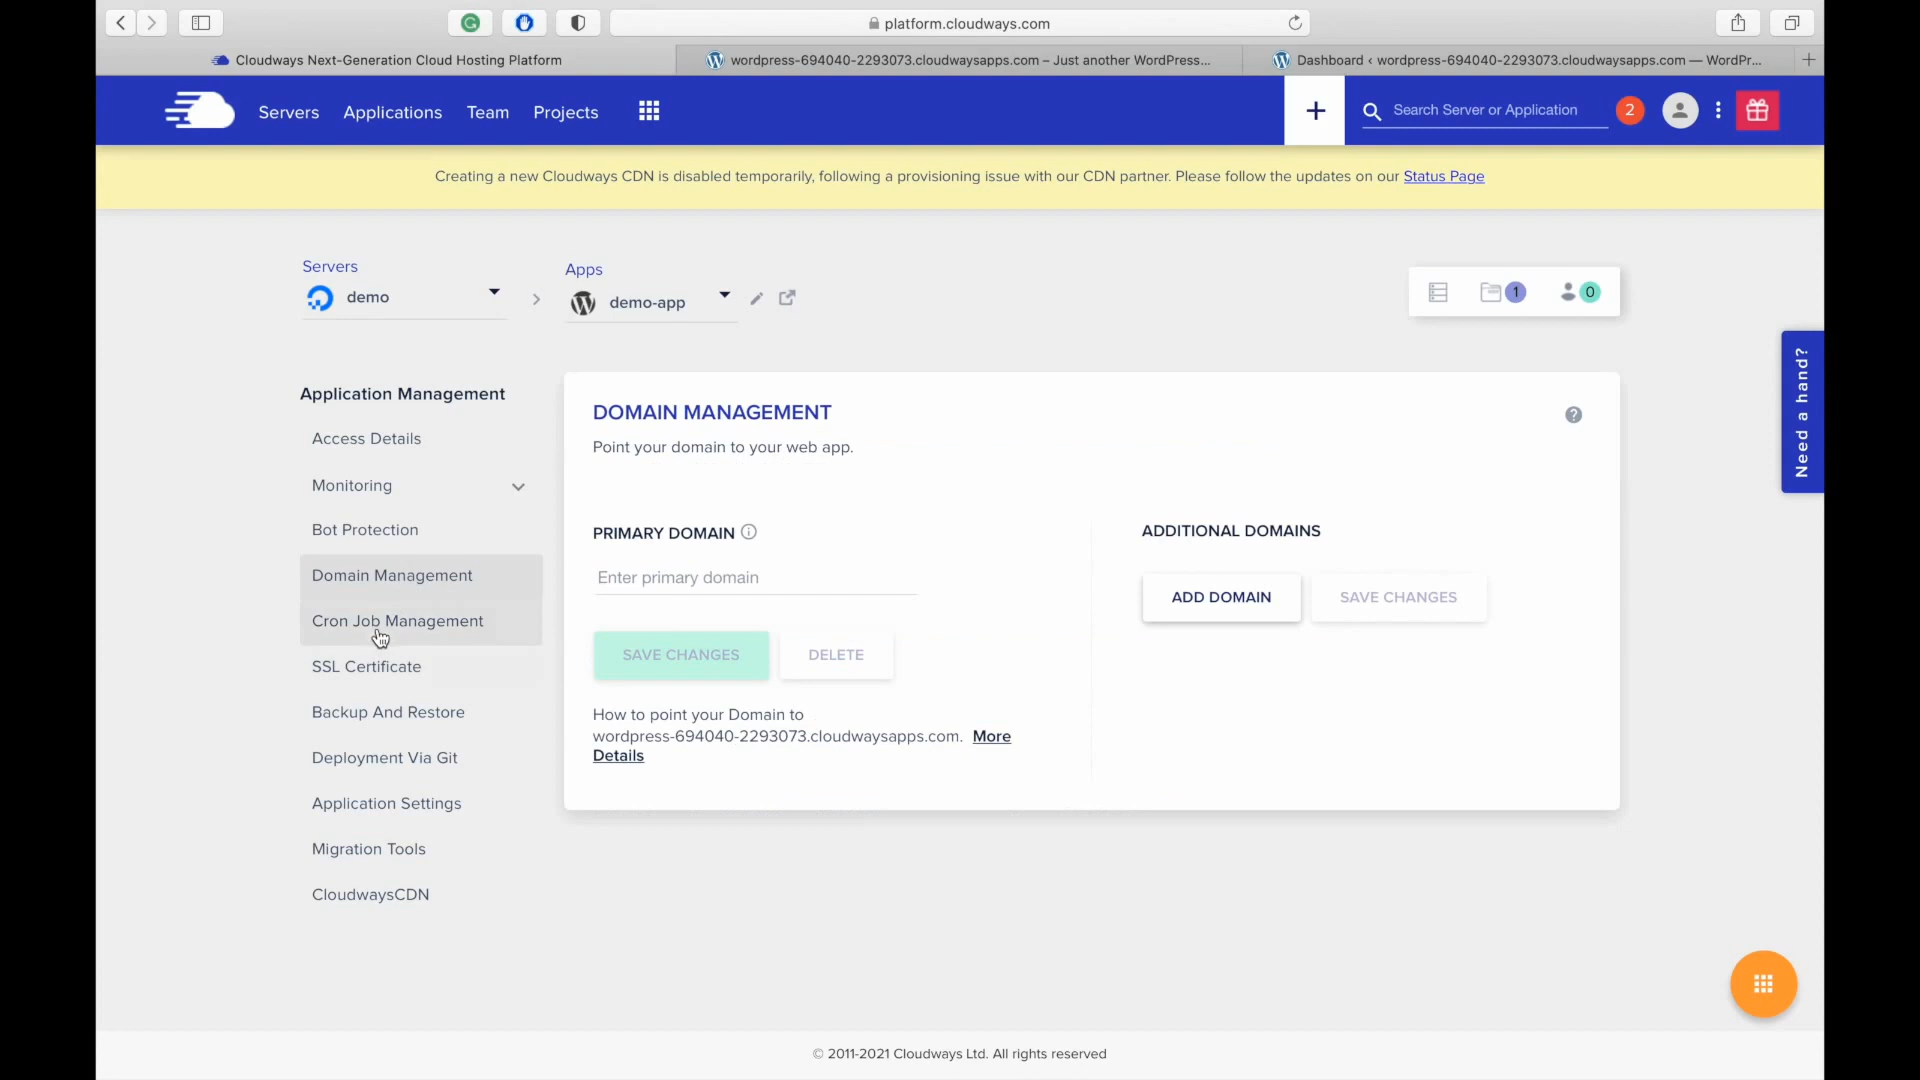 platform.cloudways.com
Cloudways Next-Generation Cloud Hosting Platform
wordpress-694040-2293073.cloudwaysapps.com – Just another WordPress...
Dashboard ‹ wordpress-694040-2293073.cloudwaysapps.com — WordPr...
Servers
Applications
Team
Projects
Search Server or Application
2
Creating a new Cloudways CDN is disabled temporarily, following a provisioning issue with our CDN partner. Please follow the updates on our Status Page
Servers
demo
Apps
demo-app
1
0
Need a hand?
Application Management
Access Details
Monitoring
Bot Protection
Domain Management
Cron Job Management
SSL Certificate
Backup And Restore
Deployment Via Git
Application Settings
Migration Tools
CloudwaysCDN
DOMAIN MANAGEMENT
Point your domain to your web app.
PRIMARY DOMAIN
Enter primary domain
SAVE CHANGES
DELETE
How to point your Domain to
wordpress-694040-2293073.cloudwaysapps.com. More
Details
ADDITIONAL DOMAINS
ADD DOMAIN
SAVE CHANGES
© 2011-2021 Cloudways Ltd. All rights reserved